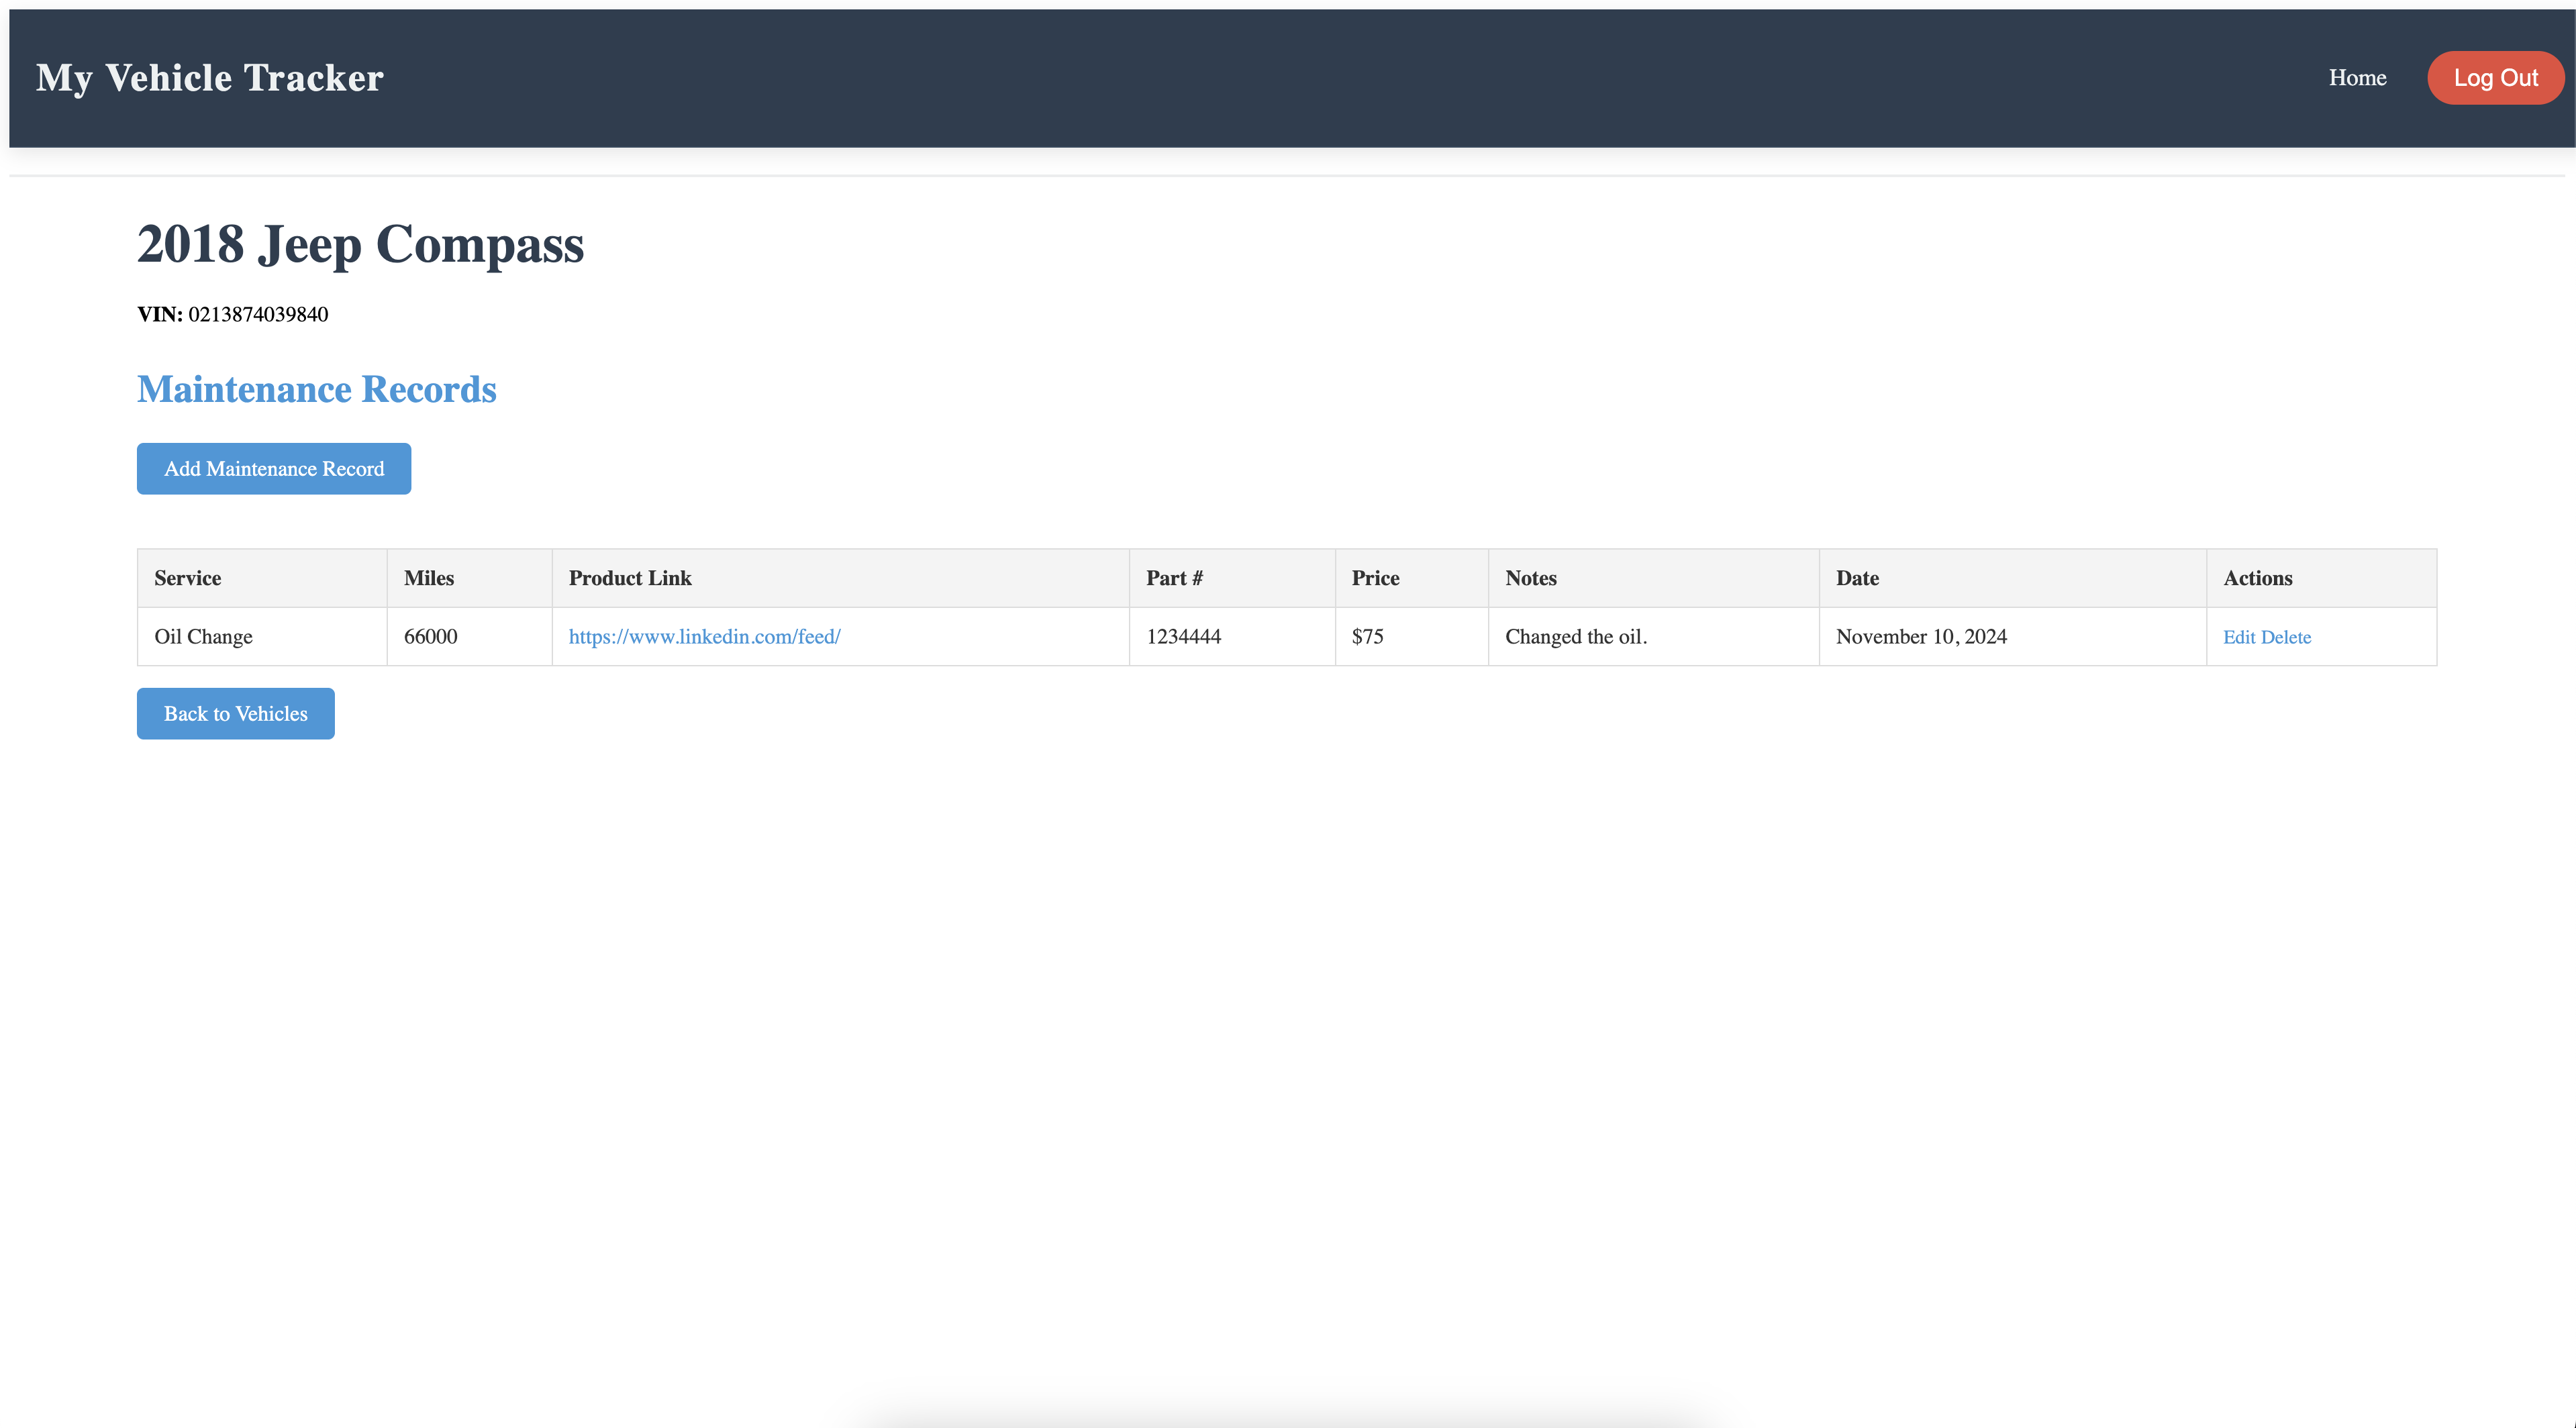 My Vehicle Tracker
Home
Log Out
2018 Jeep Compass
VIN: 0213874039840
Maintenance Records
Add Maintenance Record
Service Miles Product Link Part # Price Notes Date Actions
Oil Change 66000 https://www.linkedin.com/feed/ 1234444 $75 Changed the oil. November 10, 2024 Edit Delete
Back to Vehicles